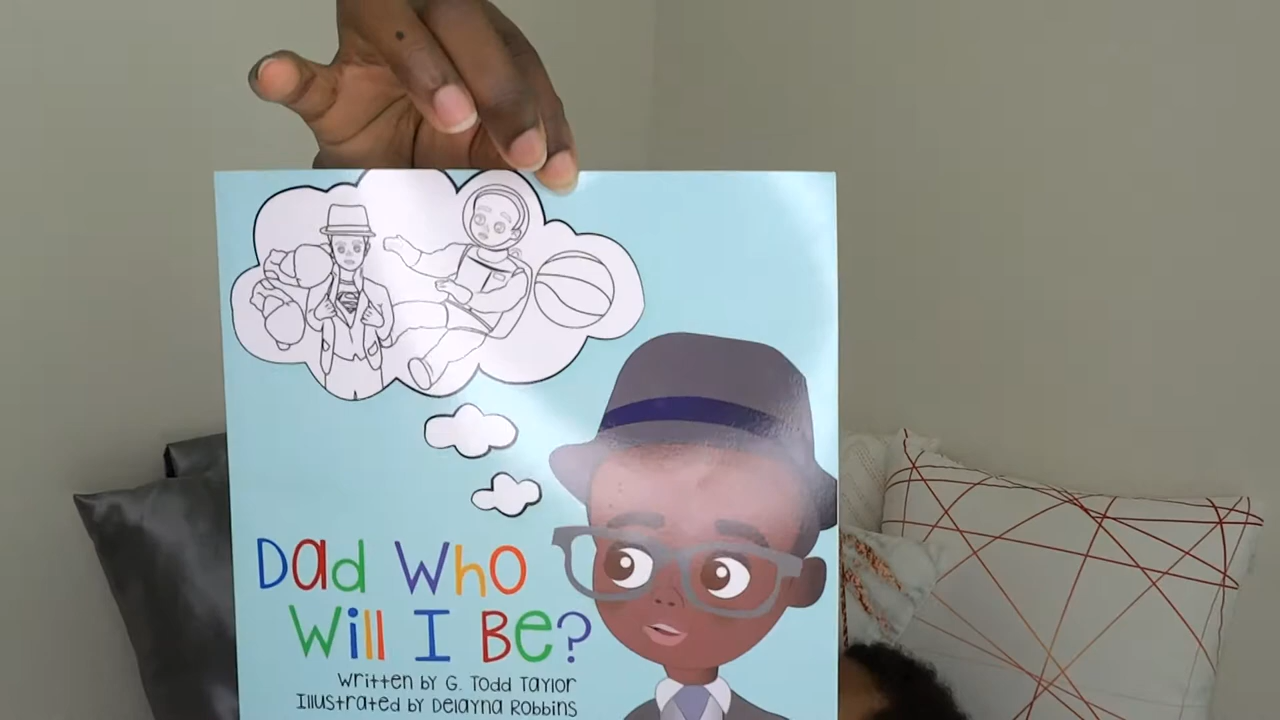 Dad Who
Will I Be?
Written by G. Todd Taylor
Illustrated by Delayna Robbins